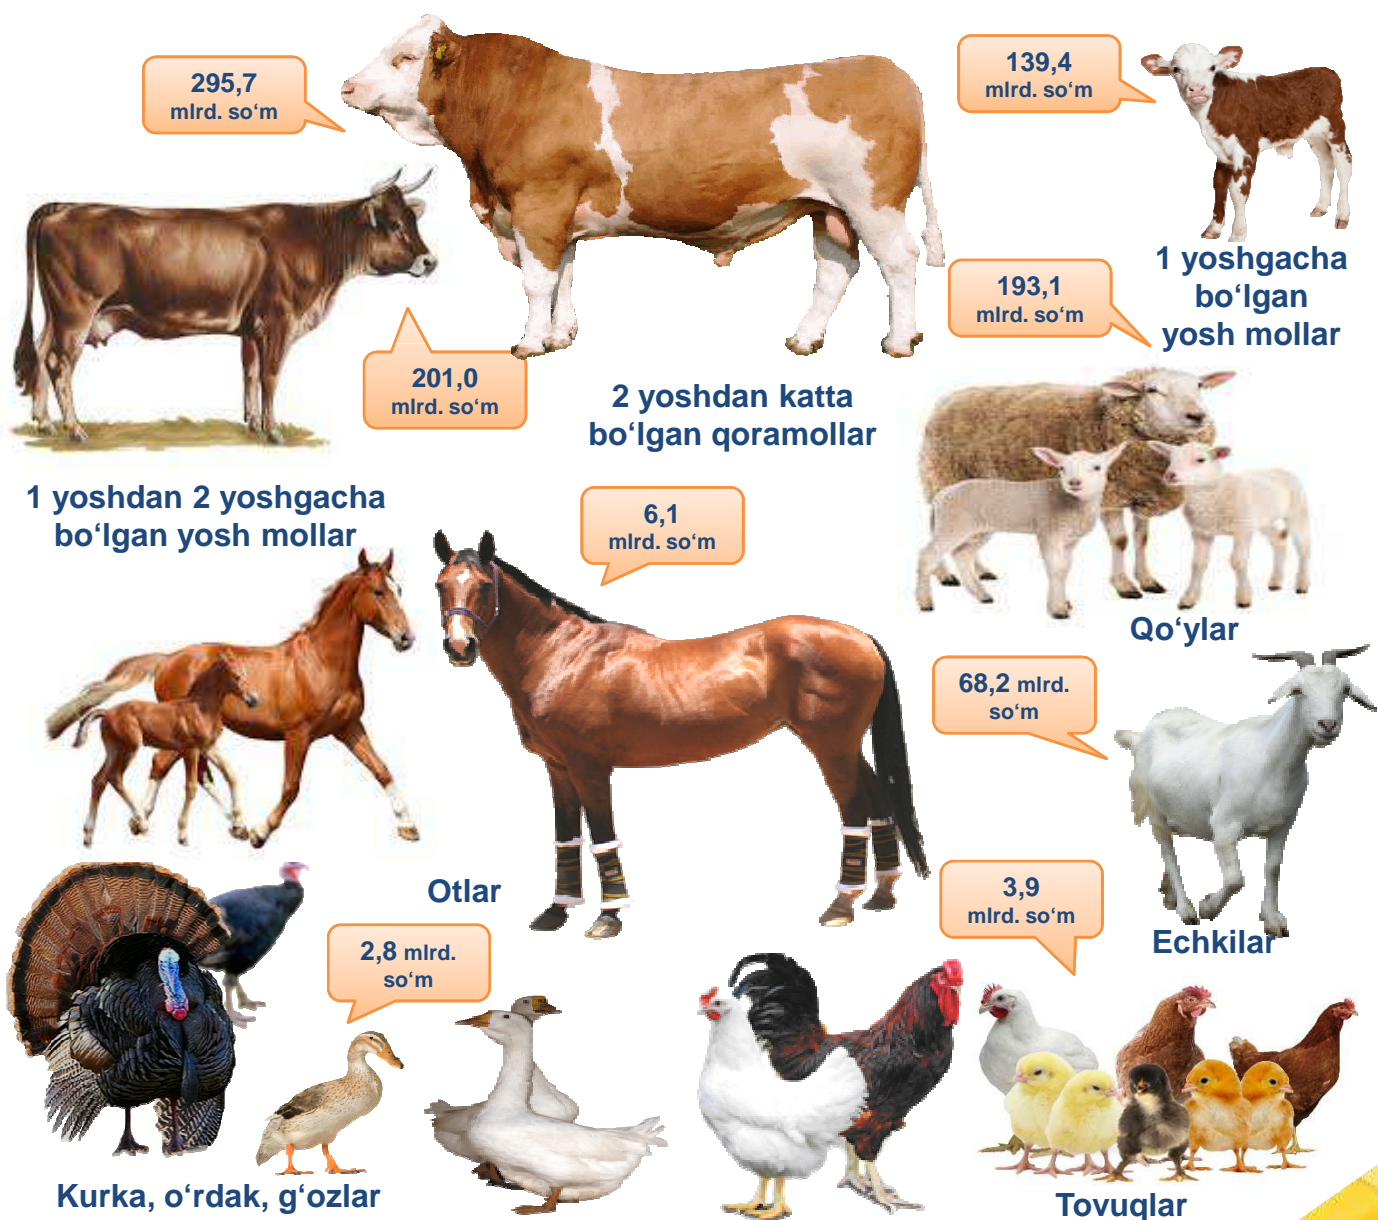 295,7
mlrd. so‘m
139,4
mlrd. so‘m
1 yoshgacha
bo‘lgan
yosh mollar
193,1
mlrd. so‘m
201,0
mlrd. so‘m
2 yoshdan katta
bo‘lgan qoramollar
1 yoshdan 2 yoshgacha
bo‘lgan yosh mollar
6,1
mlrd. so‘m
Qo‘ylar
68,2 mlrd.
so‘m
Otlar
3,9
mlrd. so‘m
Echkilar
2,8 mlrd.
so‘m
Kurka, o‘rdak, g‘ozlar
Tovuqlar